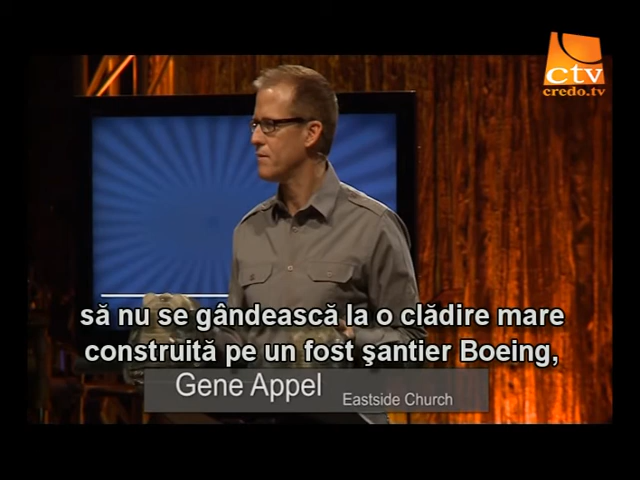 ctv
credo.tv
să nu se gândească la o clădire mare
construită pe un fost şantier Boeing,
Gene Appel
Eastside Church